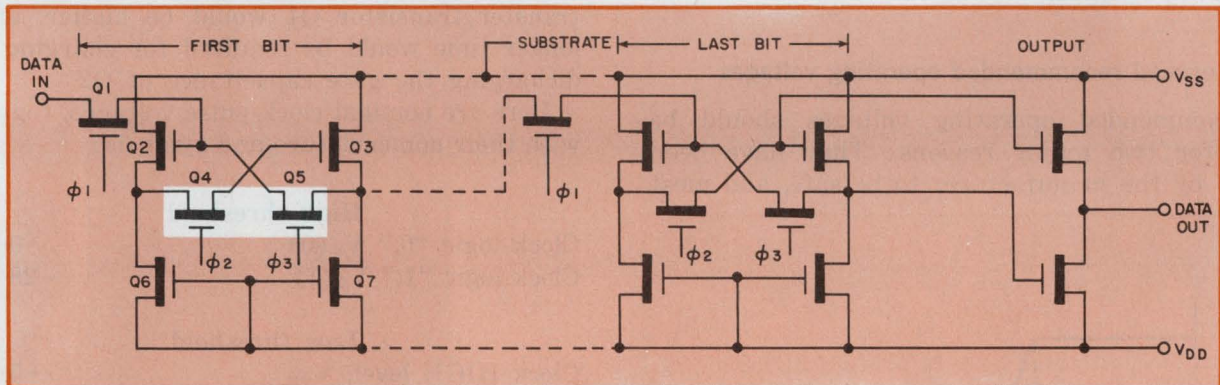 FIRST BIT
SUBSTRATE
LAST BIT
OUTPUT
DATA
IN
Q1
VSS
Q2
Q3
ϕ1
Q4
Q5
ϕ1
DATA
OUT
ϕ2
ϕ3
ϕ2
ϕ3
Q6
Q7
VDD